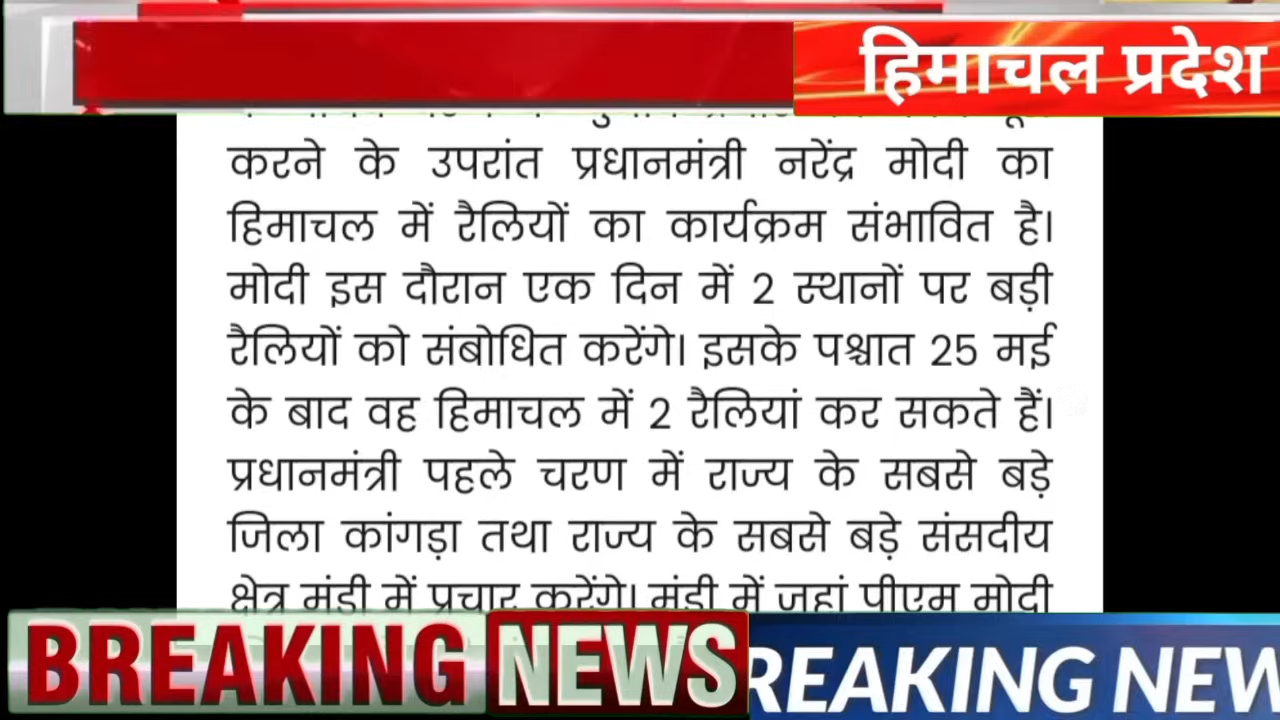 हिमाचल प्रदेश
करने के उपरांत प्रधानमंत्री नरेंद्र मोदी का
हिमाचल में रैलियों का कार्यक्रम संभावित है।
मोदी इस दौरान एक दिन में 2 स्थानों पर बड़ी
रैलियों को संबोधित करेंगे। इसके पश्चात 25 मई
के बाद वह हिमाचल में 2 रैलियां कर सकते हैं।
प्रधानमंत्री पहले चरण में राज्य के सबसे बड़े
जिला कांगड़ा तथा राज्य के सबसे बड़े संसदीय
क्षेत्र मंडी में प्रचार करेंगे। मंडी में जहां पीएम मोदी
BREAKING NEWS
REAKING NEW